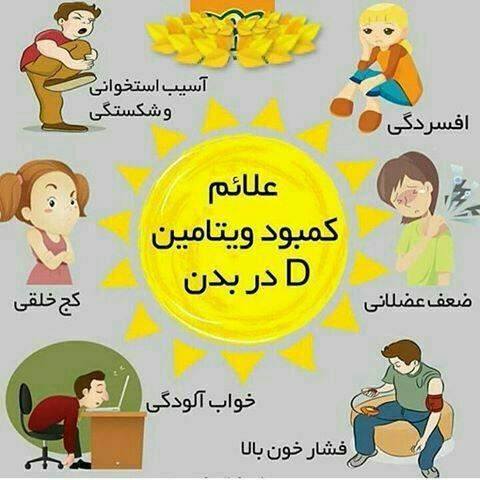 علائم
کمبود ویتامین
D در بدن
آسیب استخوانی
و شکستگی
افسردگی
کج خلقی
ضعف عضلانی
خواب آلودگی
فشار خون بالا